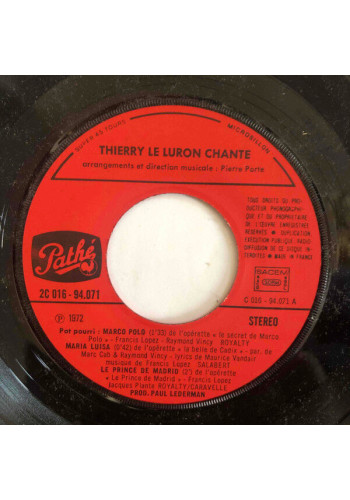 SUPER 45 TOURS
MICROSILLON
THIERRY LE LURON CHANTE
arrangements et direction musicale : Pierre Porte
TOUS DROITS DU PRO-
DUCTEUR PHONOGRAPHI-
QUE ET DU PROPRIETAIRE
DE L'OEUVRE ENREGISTREE
RESERVES ● DUPLICATION,
EXECUTION PUBLIQUE RADIO
DIFFUSION DE CE DISQUE IN-
TERDITES ● MADE IN FRANCE
Pathé
SACEM
2C 016 - 94.071
C 016 - 94.071 A
Ⓟ 1972
STEREO
Pot pourri : MARCO POLO (1'33) de l'opérette « le secret de Marco
Polo » - Francis Lopez - Raymond Vincy ROYALTY
MARIA LUISA (0'42) de l'opérette « la belle de Cadix » - par. de
Marc Cab & Raymond Vincy - lyrics de Maurice Vandair
musique de Francis Lopez SALABERT
LE PRINCE DE MADRID (2') de l'opérette
« Le Prince de Madrid » - Francis Lopez
Jacques Plante ROYALTY/CARAVELLE
PROD. PAUL LEDERMAN